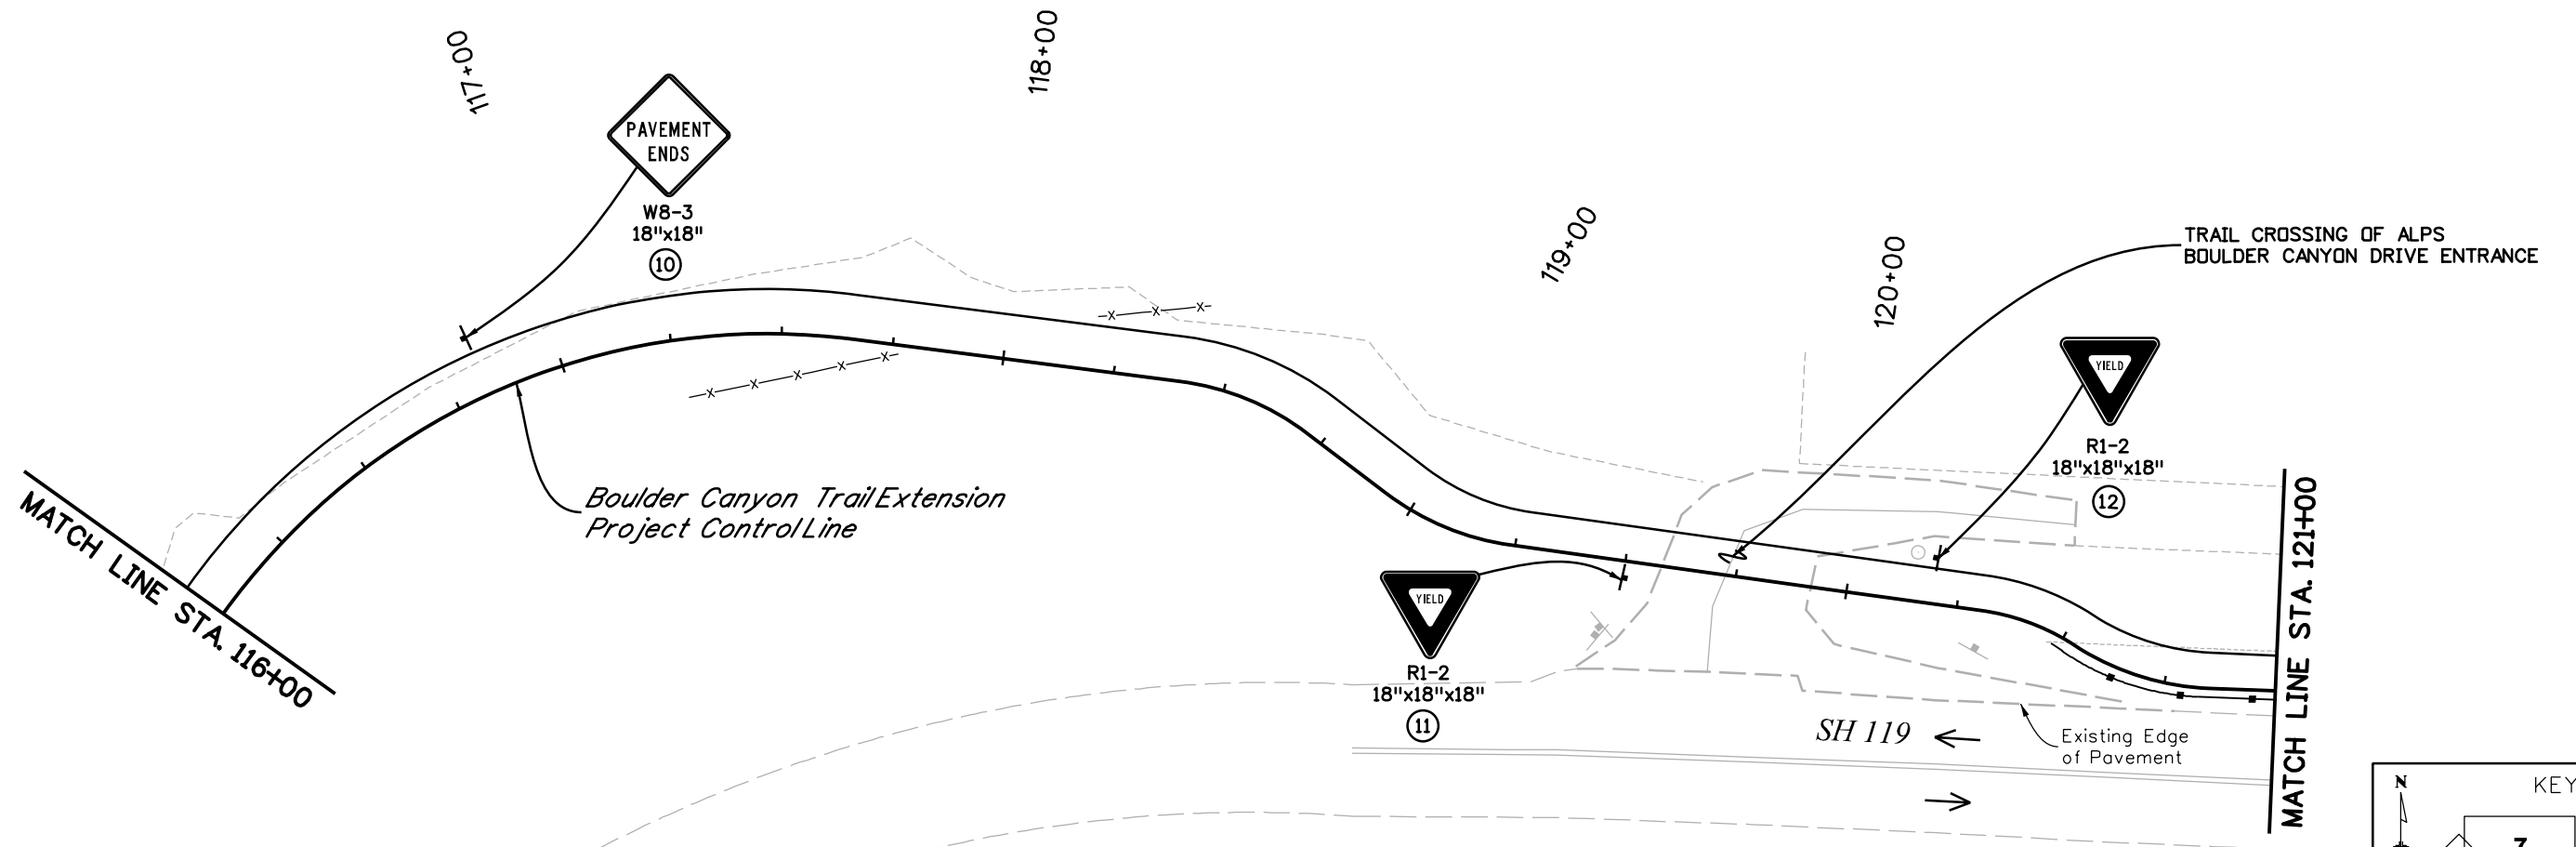 117+00
118+00
PAVEMENT
ENDS
W8-3
18"x18"
10
119+00
120+00
TRAIL CROSSING OF ALPS
BOULDER CANYON DRIVE ENTRANCE
YIELD
R1-2
18"x18"x18"
12
Boulder Canyon Trail Extension
Project Control Line
MATCH LINE STA. 116+00
YIELD
R1-2
18"x18"x18"
11
SH 119
Existing Edge
of Pavement
MATCH LINE STA. 121+00
N
KEY
7